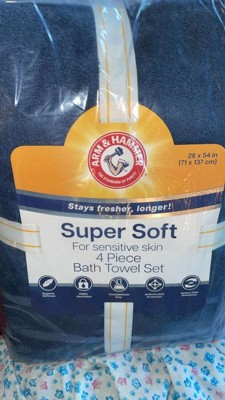 ARM & HAMMER
THE STANDARD OF PURITY
28 x 54 in
(71 x 137 cm)
Stays fresher, longer!
Super Soft
For sensitive skin
4 Piece
Bath Towel Set